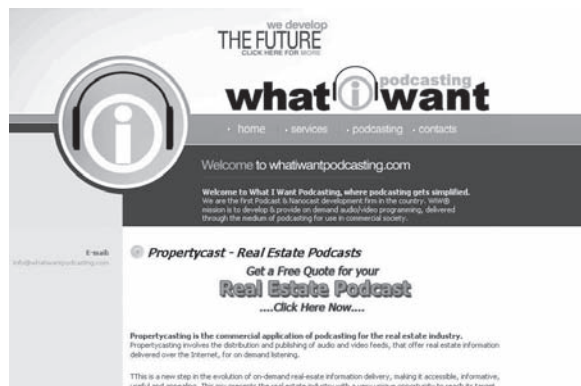 we develop
THE FUTURE
CLICK HERE FOR MORE
podcasting
what i want
i
· home · services · podcasting · contacts
Welcome to whatiwantpodcasting.com
Welcome to What I Want Podcasting, where podcasting gets simplified.
We are the first Podcast & Nanocast development firm in the country. WIW®
mission is to develop & provide on demand audio/video programming, delivered
through the medium of podcasting for use in commercial society.
E-mail:
info@whatiwantpodcasting.com
Propertycast - Real Estate Podcasts
Get a Free Quote for your
Real Estate Podcast
....Click Here Now....
Propertycasting is the commercial application of podcasting for the real estate industry.
Propertycasting involves the distribution and publishing of audio and video feeds, that offer real estate information
delivered over the Internet, for on demand listening.
TThis is a new step in the evolution of on-demand real-esate information delivery, making it accessible, informative,